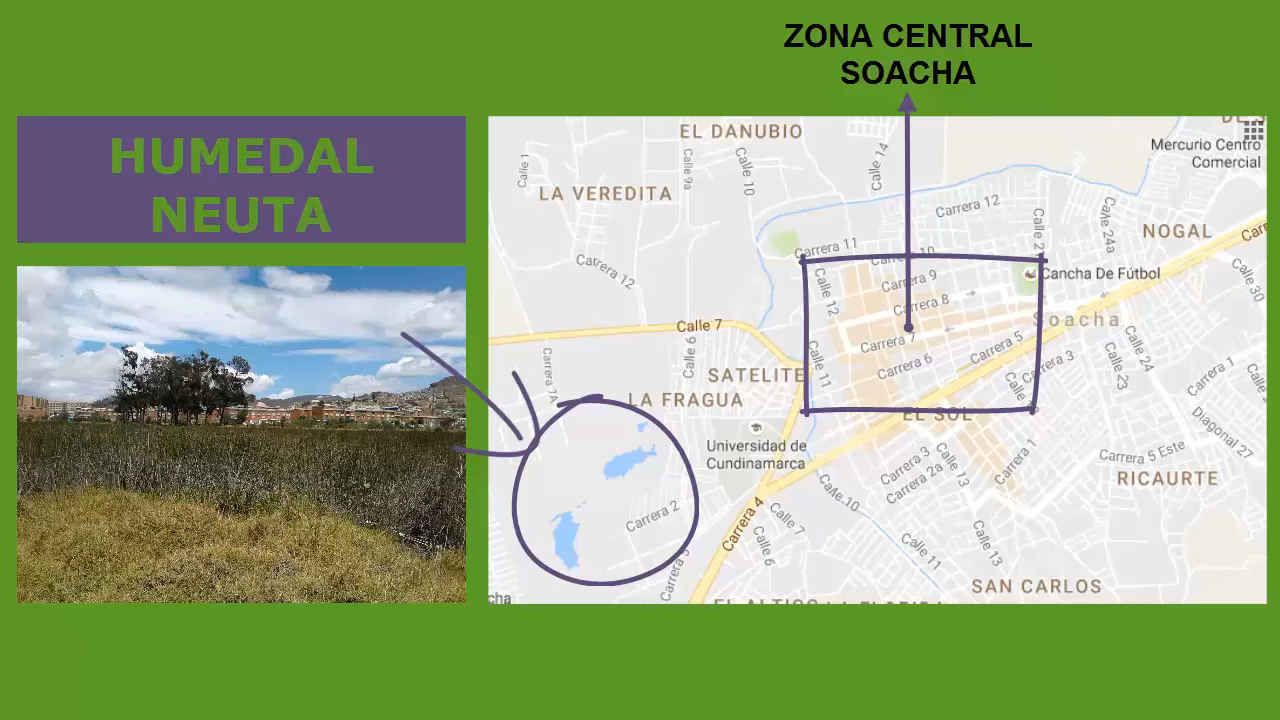 ZONA CENTRAL
SOACHA
HUMEDAL
NEUTA
EL DANUBIO
Mercurio Centro
Comercial
Calle 1
Calle 9a
Calle 10
Calle 14
LA VEREDITA
Carrera 12
Calle 24a
NOGAL
Carrera 11
Carrera 12
Carrera 9
Cancha De Fútbol
Calle 30
Calle 12
Carrera 8
Soacha
Calle 7
Carrera 7
Carrera 5
Calle 6
Calle 11
Carrera 6
Carrera 3
Calle 24
Calle 23
Carrera 1
Carrera 7A
SATELITE
LA FRAGUA
EL SOL
Diagonal 27
Universidad de
Cundinamarca
Carrera 3
Carrera 2a
Calle 13
Carrera 1
Carrera 5 Este
RICAURTE
Calle 10
Carrera 2
Carrera 4
Calle 7
Calle 6
Calle 11
Calle 13
SAN CARLOS
cha